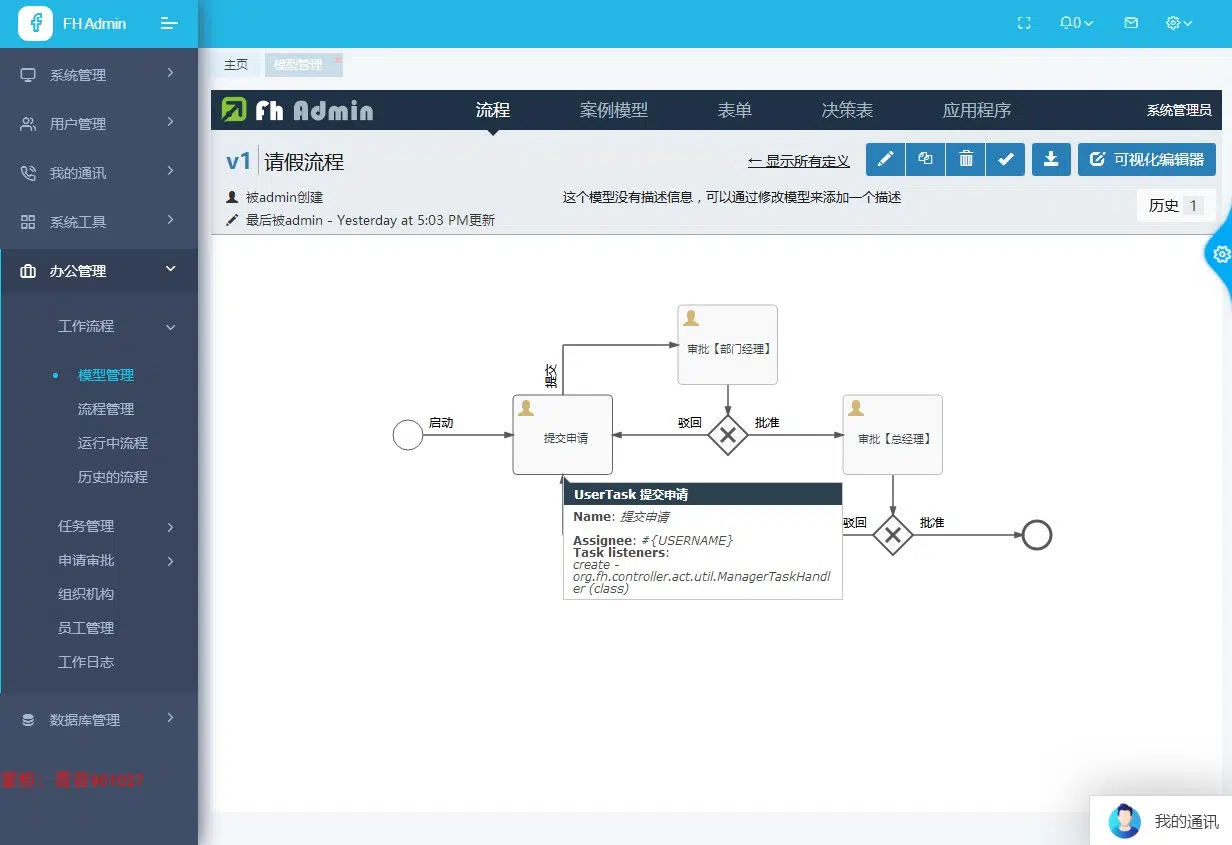 FH Admin
0
系统管理
用户管理
我的通讯
系统工具
办公管理
工作流程
模型管理
流程管理
运行中流程
历史的流程
任务管理
申请审批
组织机构
员工管理
工作日志
数据库管理
主页
模型管理
Fh Admin
流程
案例模型
表单
决策表
应用程序
系统管理员
v1
请假流程
← 显示所有定义
可视化编辑器
被admin创建
这个模型没有描述信息，可以通过修改模型来添加一个描述
历史 1
最后被admin - Yesterday at 5:03 PM更新
审批【部门经理】
提交
启动
提交申请
驳回
批准
审批【总经理】
UserTask 提交申请
Name: 提交申请
Assignee: #{USERNAME}
Task listeners:
create -
org.fh.controller.act.util.ManagerTaskHandl
er (class)
驳回
批准
我的通讯